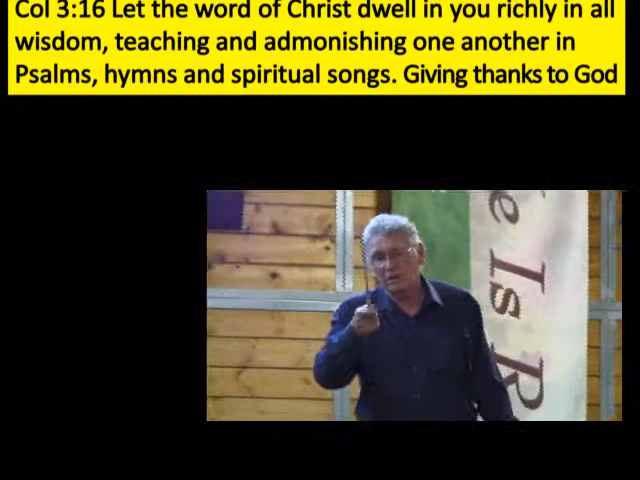 Col 3:16 Let the word of Christ dwell in you richly in all
wisdom, teaching and admonishing one another in
Psalms, hymns and spiritual songs. Giving thanks to God
e Is R